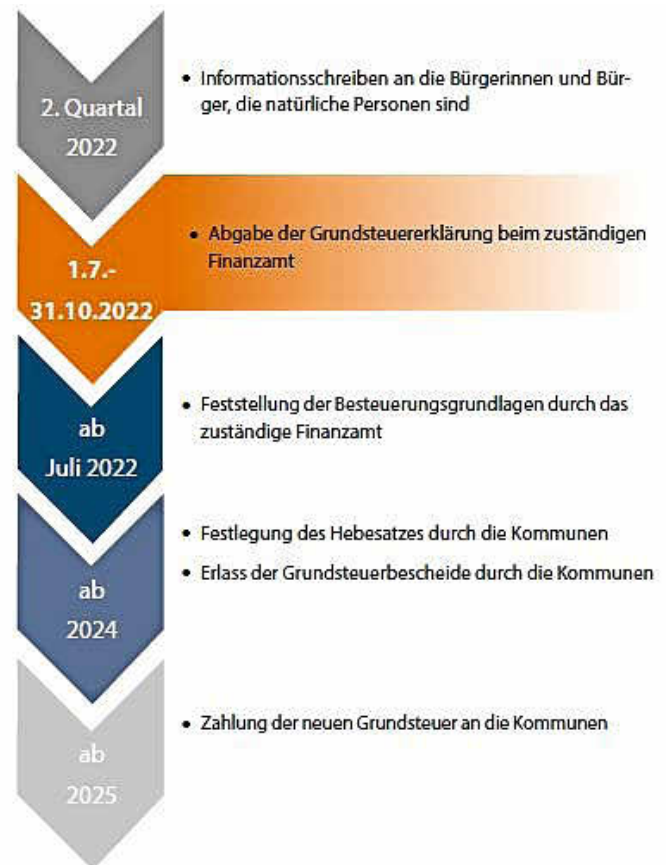 2. Quartal
2022
• Informationsschreiben an die Bürgerinnen und Bür-
ger, die natürliche Personen sind
1.7.-
31.10.2022
• Abgabe der Grundsteuererklärung beim zuständigen
Finanzamt
ab
Juli 2022
• Feststellung der Besteuerungsgrundlagen durch das
zuständige Finanzamt
ab
2024
• Festlegung des Hebesatzes durch die Kommunen
• Erlass der Grundsteuerbescheide durch die Kommunen
ab
2025
• Zahlung der neuen Grundsteuer an die Kommunen